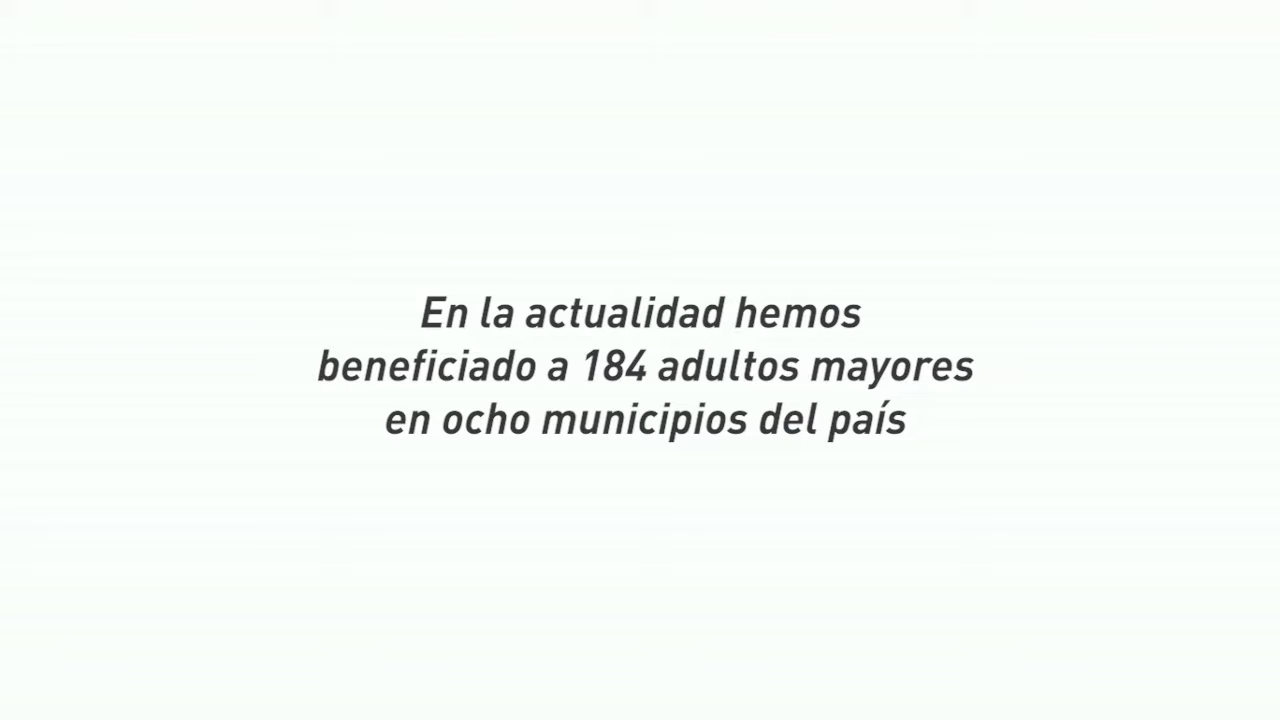 En la actualidad hemos
beneficiado a 184 adultos mayores
en ocho municipios del país